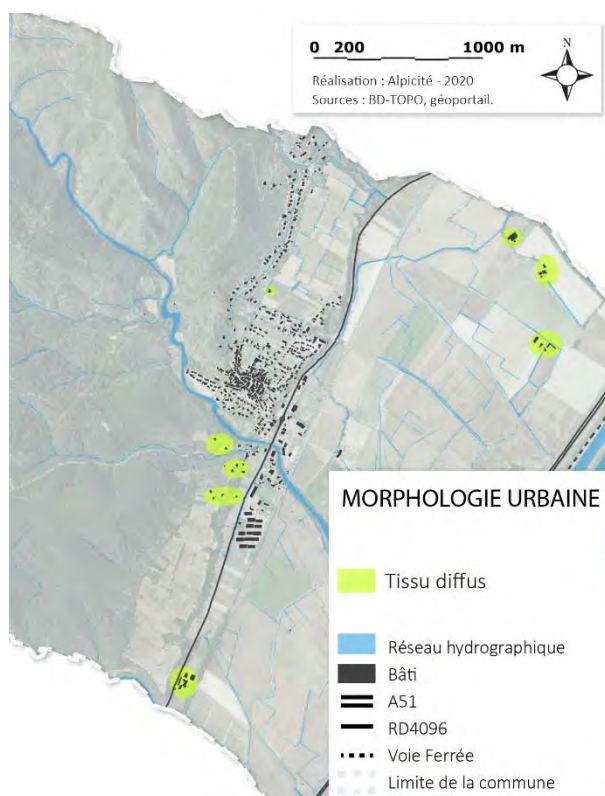 0 200 1000 m
N
Réalisation : Alpicité - 2020
Sources : BD-TOPO, géoportail.
MORPHOLOGIE URBAINE
Tissu diffus
Réseau hydrographique
Bâti
A51
RD4096
Voie Ferrée
Limite de la commune